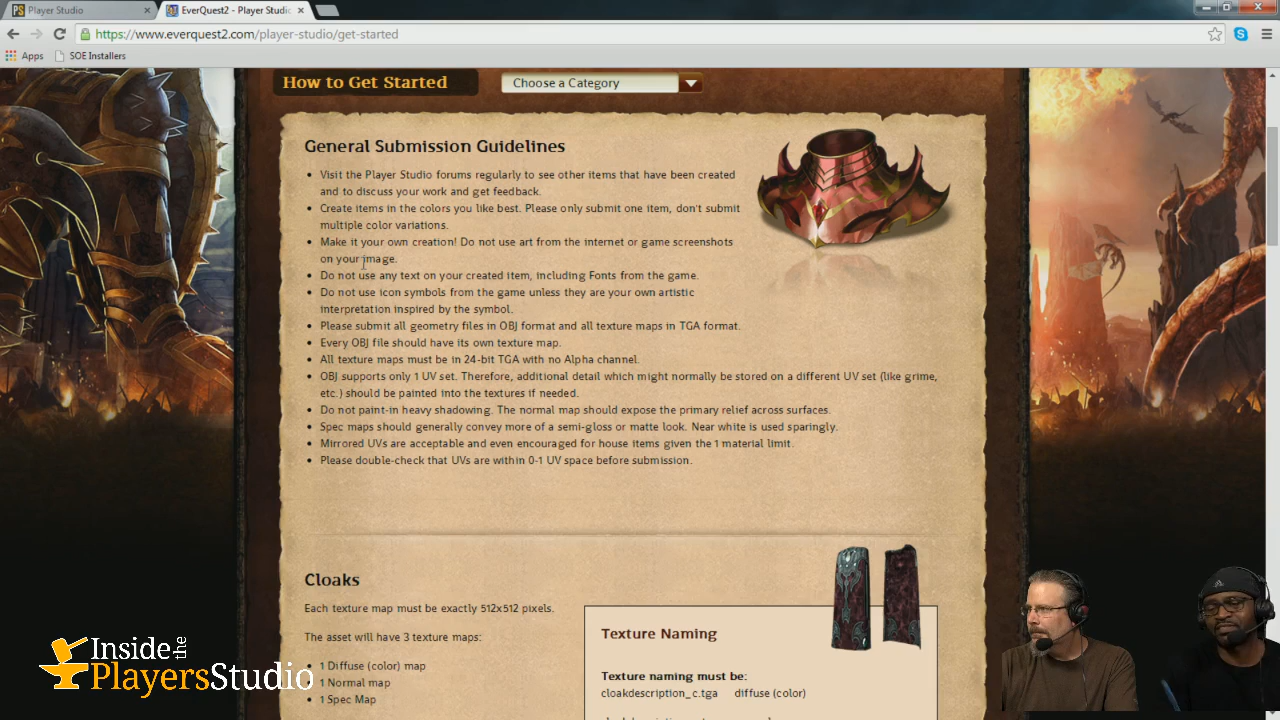 Player Studio
EverQuest2 - Player Studi
https://www.everquest2.com/player-studio/get-started
Apps SOE Installers
How to Get Started
Choose a Category
General Submission Guidelines
• Visit the Player Studio forums regularly to see other items that have been created
and to discuss your work and get feedback.
• Create items in the colors you like best. Please only submit one item, don't submit
multiple color variations.
• Make it your own creation! Do not use art from the internet or game screenshots
on your image.
• Do not use any text on your created item, including Fonts from the game.
• Do not use icon symbols from the game unless they are your own artistic
interpretation inspired by the symbol.
• Please submit all geometry files in OBJ format and all texture maps in TGA format.
• Every OBJ file should have its own texture map.
• All texture maps must be in 24-bit TGA with no Alpha channel.
• OBJ supports only 1 UV set. Therefore, additional detail which might normally be stored on a different UV set (like grime,
etc.) should be painted into the textures if needed.
• Do not paint-in heavy shadowing. The normal map should expose the primary relief across surfaces.
• Spec maps should generally convey more of a semi-gloss or matte look. Near white is used sparingly.
• Mirrored UVs are acceptable and even encouraged for house items given the 1 material limit.
• Please double-check that UVs are within 0-1 UV space before submission.
Cloaks
Each texture map must be exactly 512x512 pixels.
The asset will have 3 texture maps:
• 1 Diffuse (color) map
• 1 Normal map
• 1 Spec Map
Texture Naming
Texture naming must be:
cloakdescription_c.tga diffuse (color)
Inside the
PlayersStudio